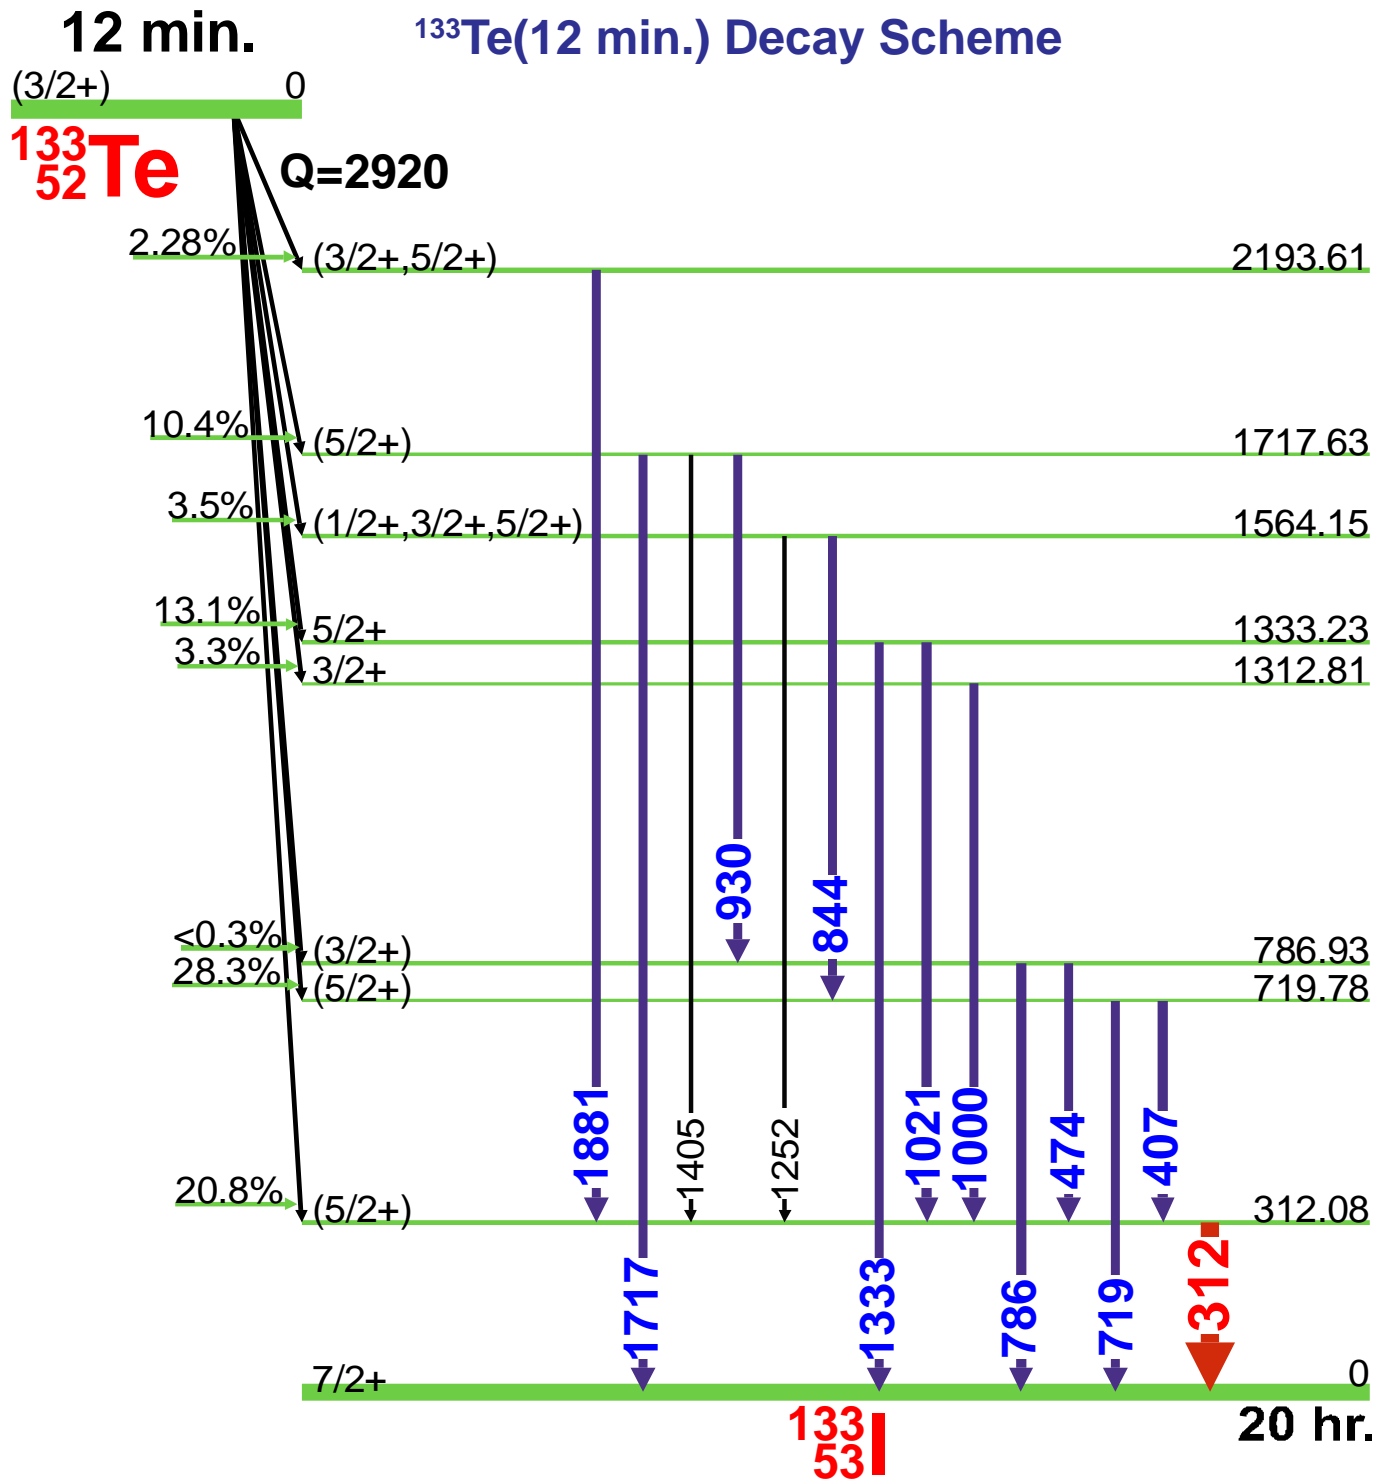 12 min.
133Te(12 min.) Decay Scheme
(3/2+) 0
133
52 Te
Q=2920
2.28% (3/2+,5/2+) 2193.61
10.4% (5/2+) 1717.63
3.5% (1/2+,3/2+,5/2+) 1564.15
13.1% 5/2+ 1333.23
3.3% 3/2+ 1312.81
930
844
<0.3% (3/2+) 786.93
28.3% (5/2+) 719.78
1881
1405
1252
1021
1000
474
407
20.8% (5/2+) 312.08
1717
1333
786
719
312
7/2+ 0
133
53 I
20 hr.